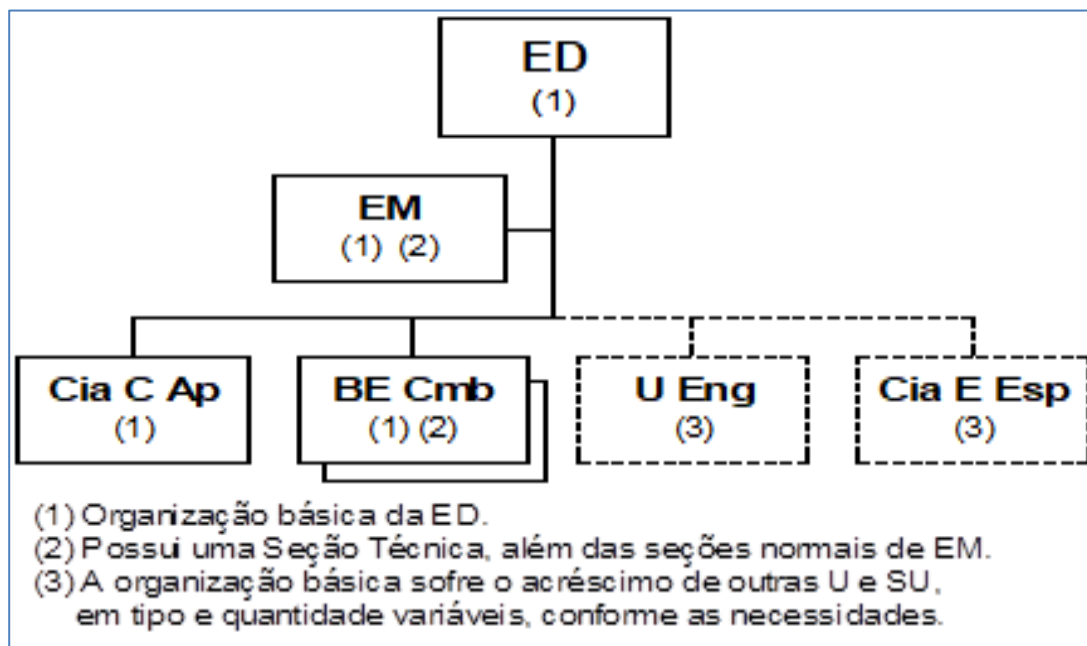 ED
(1)
EM
(1) (2)
Cia C Ap
(1)
BE Cmb
(1) (2)
U Eng
(3)
Cia E Esp
(3)
(1) Organização básica da ED.
(2) Possui uma Seção Técnica, além das seções normais de EM.
(3) A organização básica sofre o acréscimo de outras U e SU,
em tipo e quantidade variáveis, conforme as necessidades.